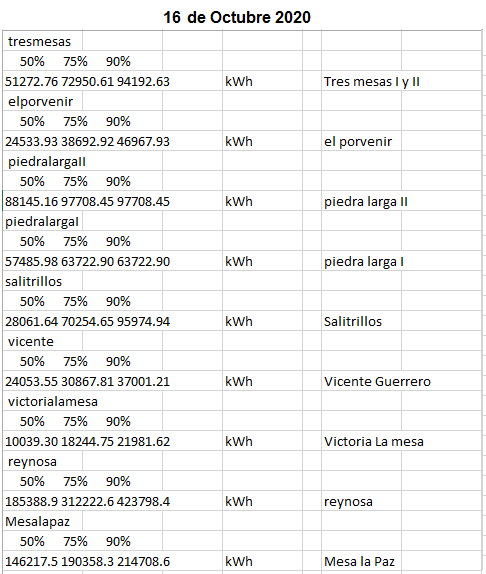 16 de Octubre 2020
tresmesas
50% 75% 90%
51272.76 72950.61 94192.63 kWh Tres mesas I y II
elporvenir
50% 75% 90%
24533.93 38692.92 46967.93 kWh el porvenir
piedralargaII
50% 75% 90%
88145.16 97708.45 97708.45 kWh piedra larga II
piedralargaI
50% 75% 90%
57485.98 63722.90 63722.90 kWh piedra larga I
salitrillos
50% 75% 90%
28061.64 70254.65 95974.94 kWh Salitrillos
vicente
50% 75% 90%
24053.55 30867.81 37001.21 kWh Vicente Guerrero
victorialamesa
50% 75% 90%
10039.30 18244.75 21981.62 kWh Victoria La mesa
reynosa
50% 75% 90%
185388.9 312222.6 423798.4 kWh reynosa
Mesalapaz
50% 75% 90%
146217.5 190358.3 214708.6 kWh Mesa la Paz